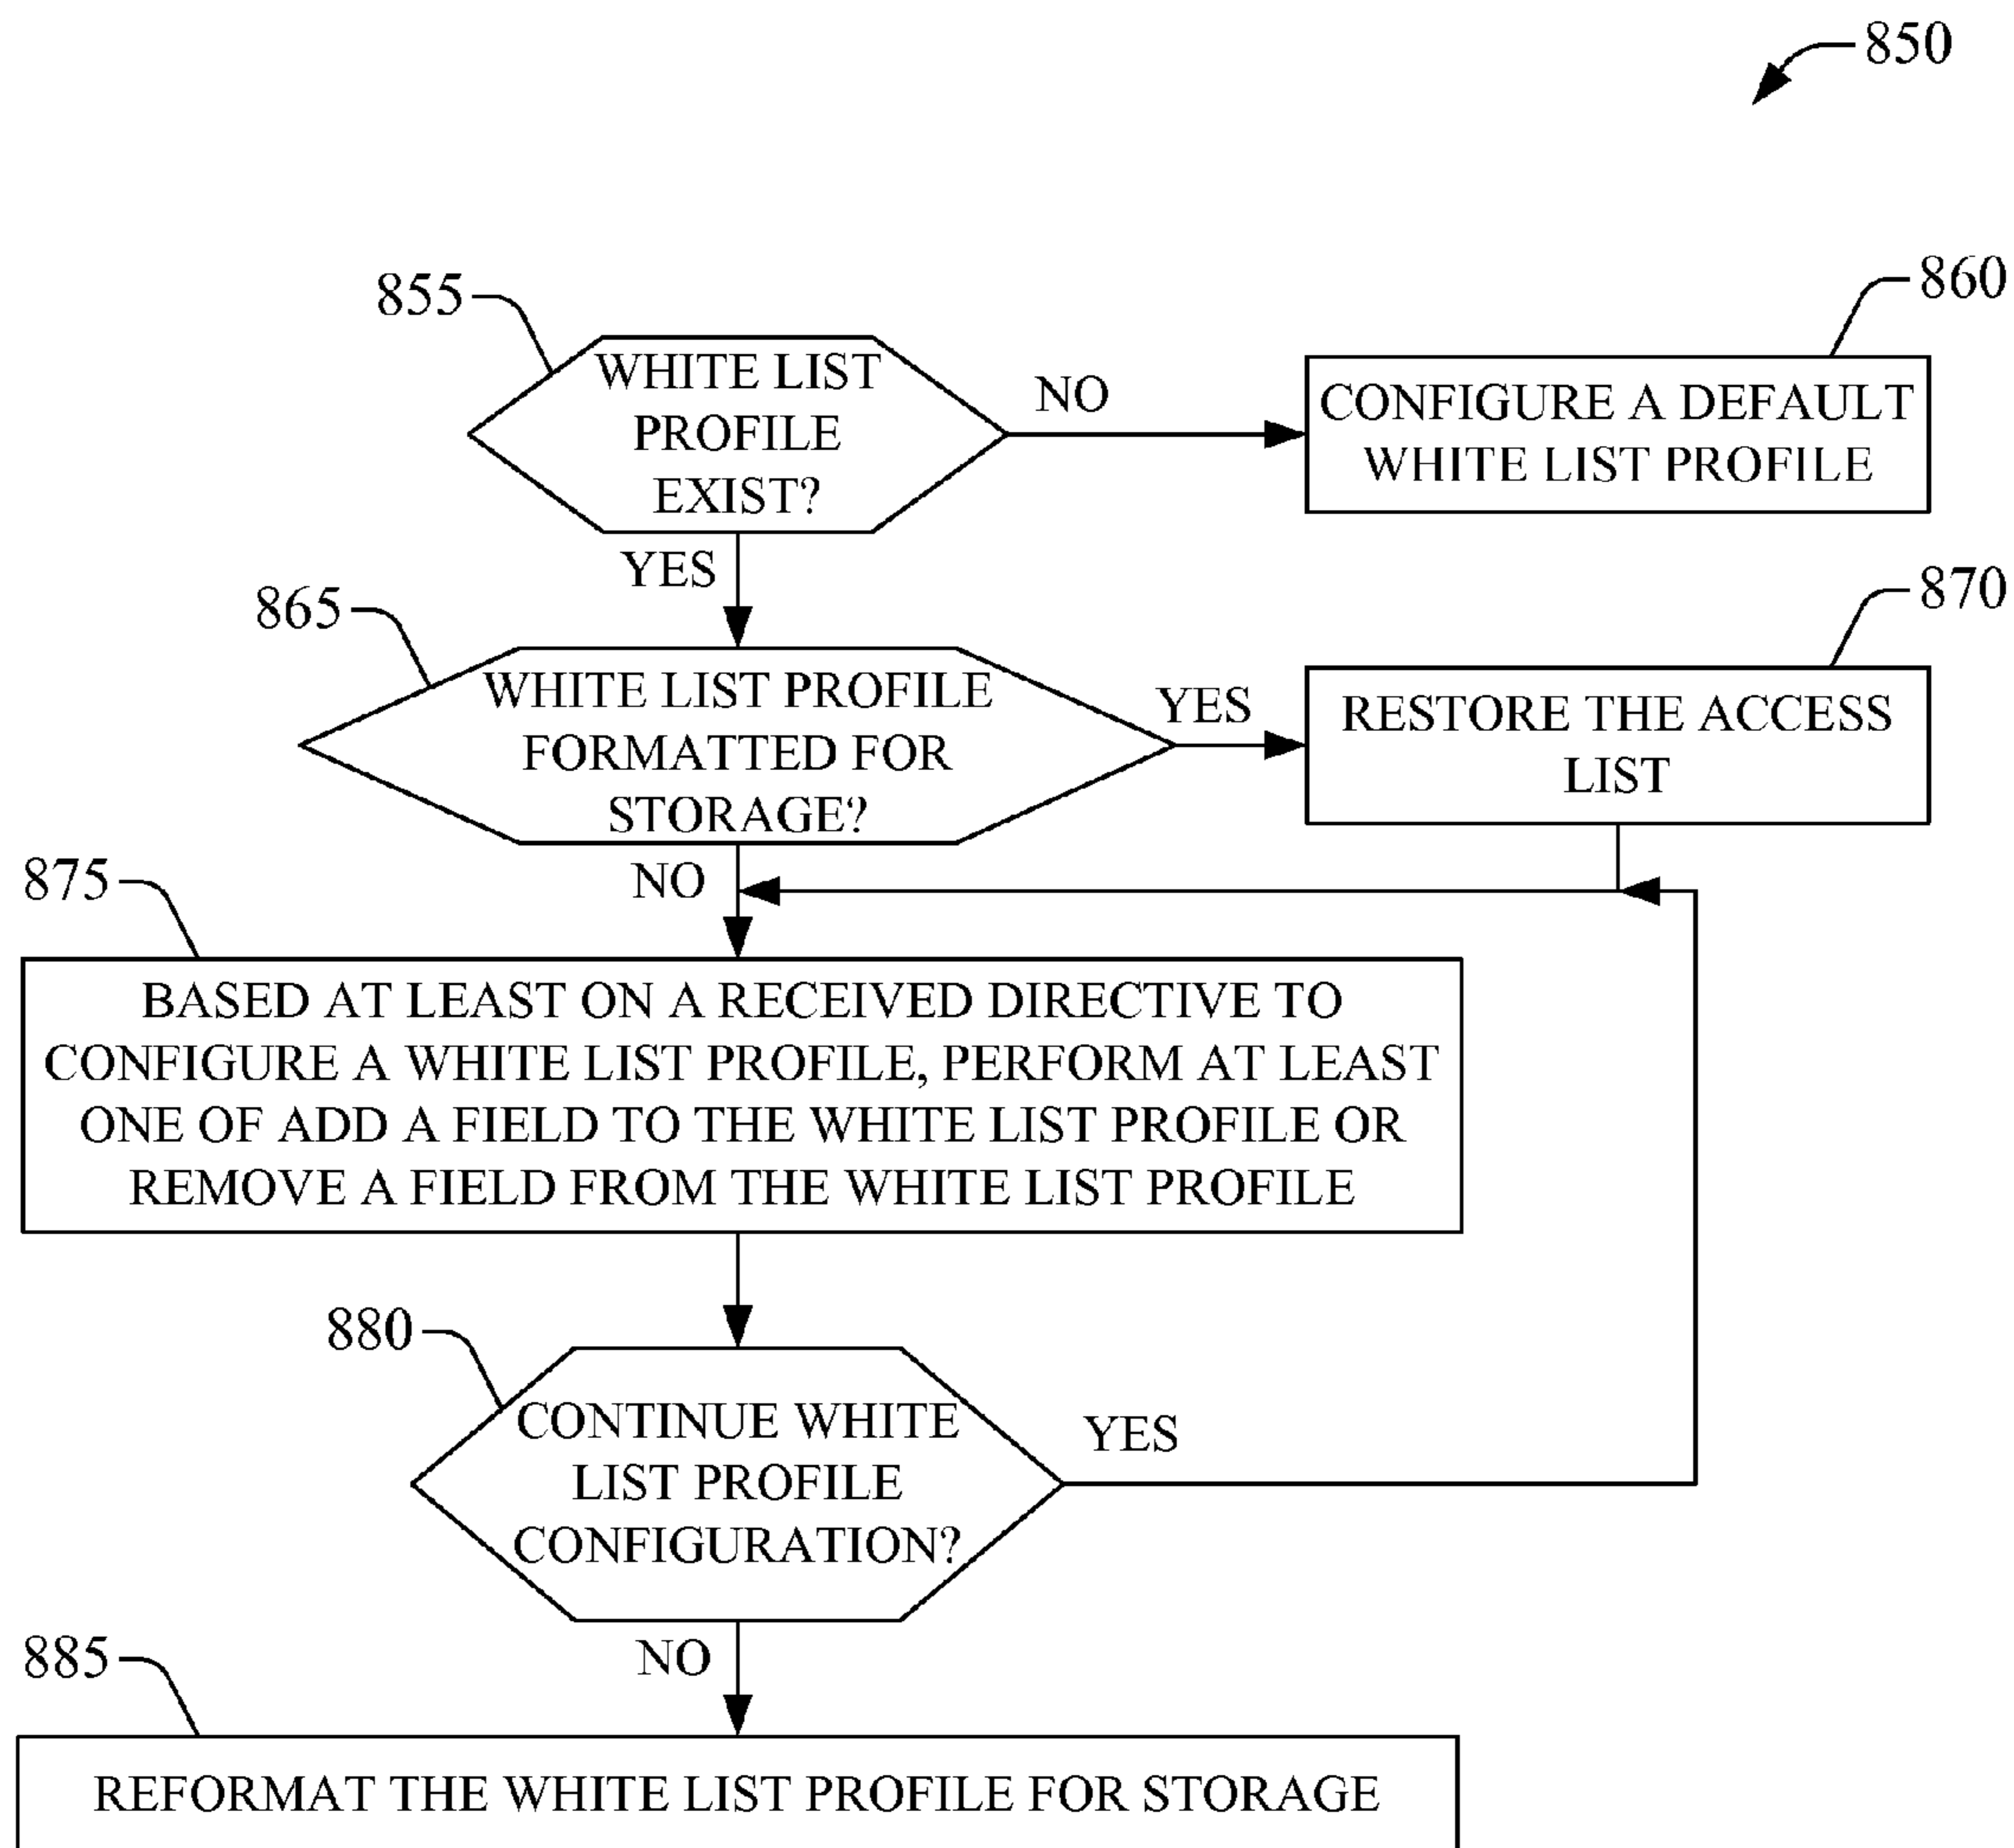 850
855
WHITE LIST
PROFILE
EXIST?
NO
860
CONFIGURE A DEFAULT
WHITE LIST PROFILE
YES
865
WHITE LIST PROFILE
FORMATTED FOR
STORAGE?
YES
870
RESTORE THE ACCESS
LIST
NO
875
BASED AT LEAST ON A RECEIVED DIRECTIVE TO
CONFIGURE A WHITE LIST PROFILE, PERFORM AT LEAST
ONE OF ADD A FIELD TO THE WHITE LIST PROFILE OR
REMOVE A FIELD FROM THE WHITE LIST PROFILE
880
CONTINUE WHITE
LIST PROFILE
CONFIGURATION?
YES
NO
885
REFORMAT THE WHITE LIST PROFILE FOR STORAGE